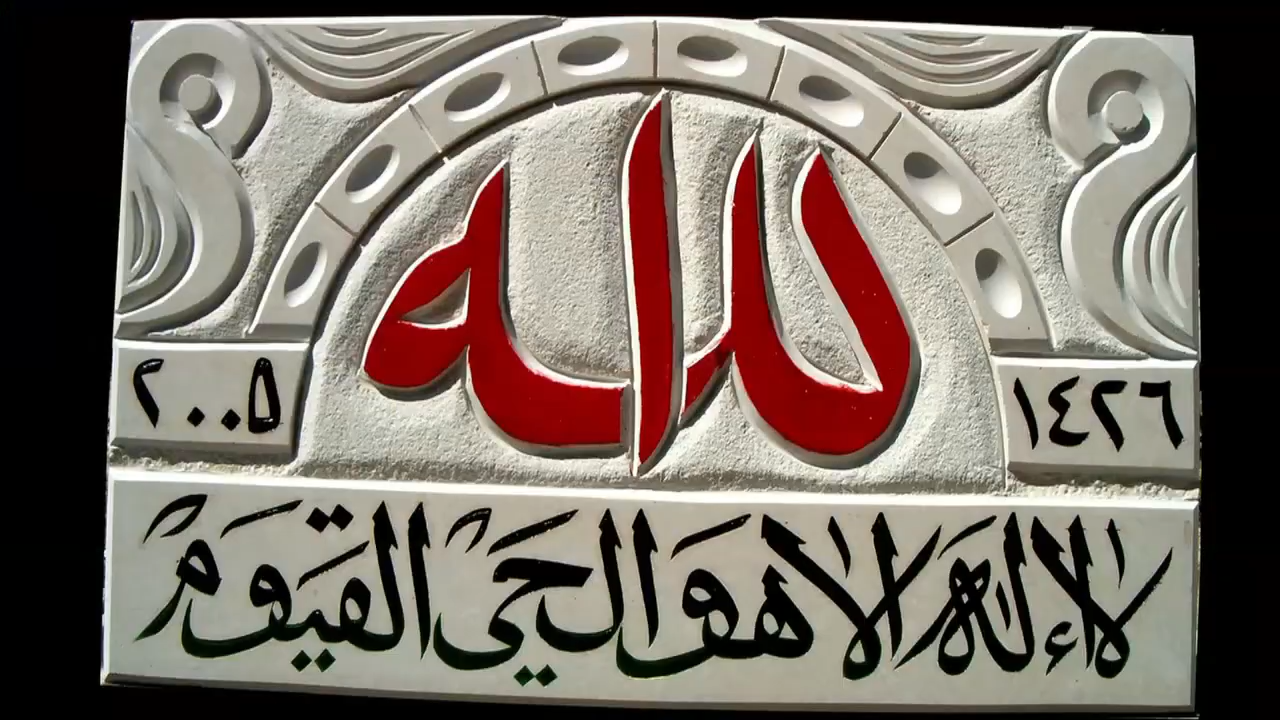 الله
١٤٢٦ ٢٠٠٥
لا إله إلا هو الحي القيوم